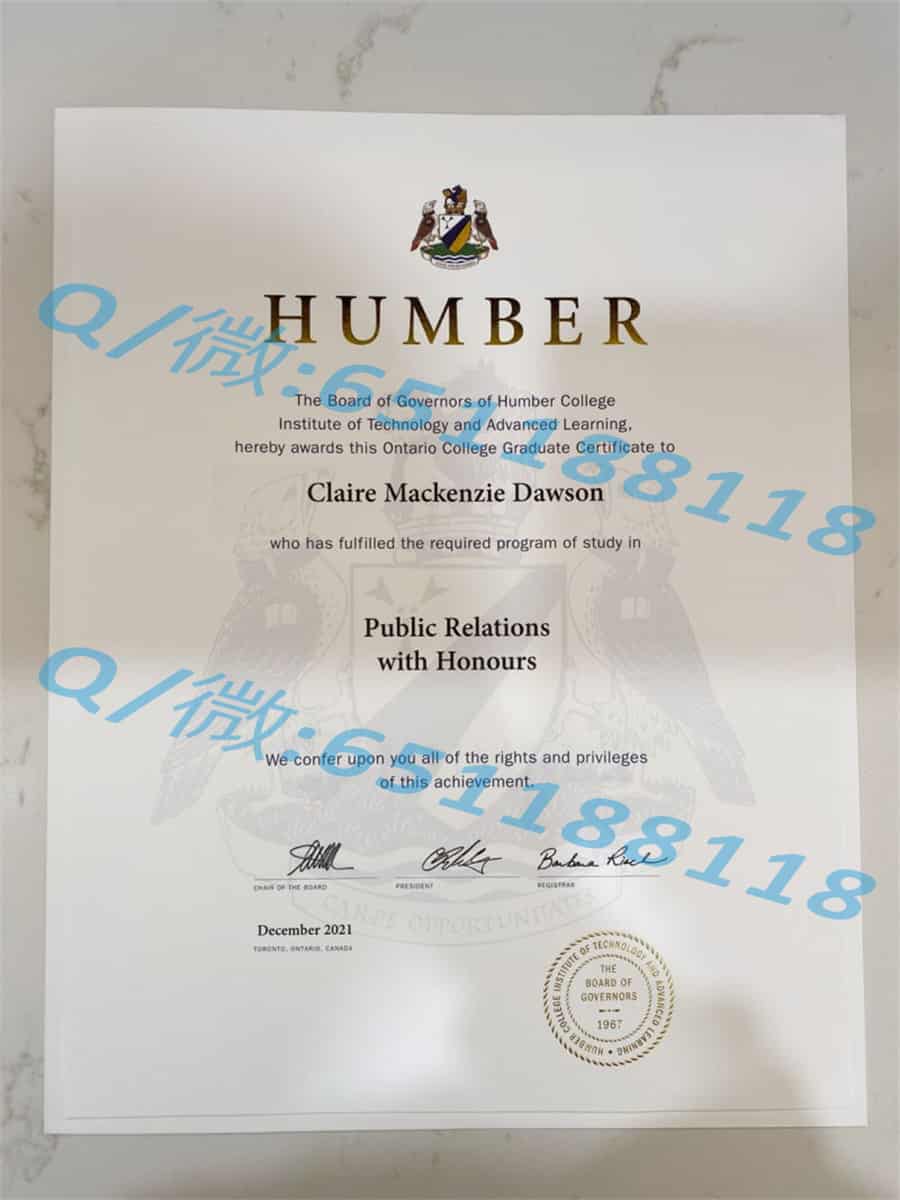 HUMBER
The Board of Governors of Humber College
Institute of Technology and Advanced Learning,
hereby awards this Ontario College Graduate Certificate to
Claire Mackenzie Dawson
who has fulfilled the required program of study in
Public Relations
with Honours
We confer upon you all of the rights and privileges
of this achievement.
Q/微:651188118
Q/微:651188118
CHAIR OF THE BOARD
PRESIDENT
REGISTRAR
CARPE OPPORTUNITATES
December 2021
TORONTO, ONTARIO, CANADA
HUMBER COLLEGE INSTITUTE OF TECHNOLOGY AND ADVANCED LEARNING
THE
BOARD OF
GOVERNORS
1967